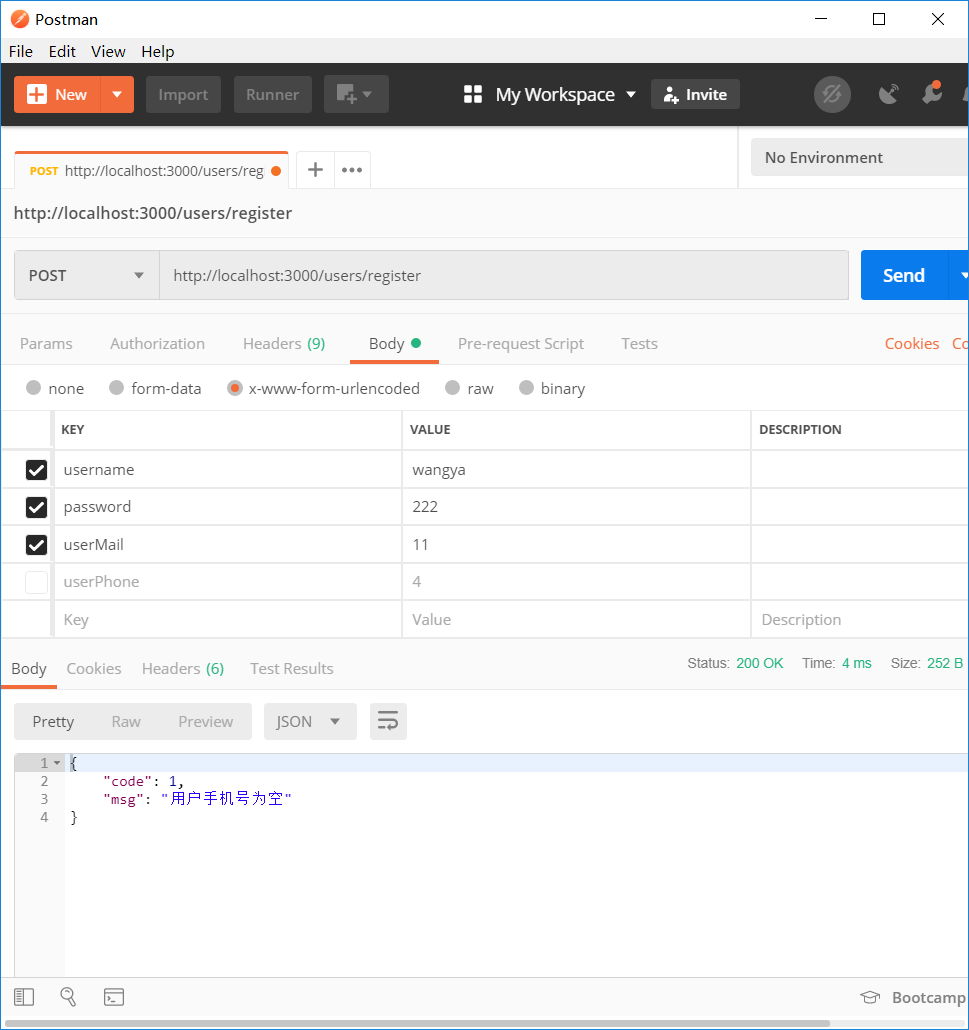 Postman
File Edit View Help
New Import Runner My Workspace Invite
POST http://localhost:3000/users/reg No Environment
http://localhost:3000/users/register
POST http://localhost:3000/users/register Send
Params Authorization Headers (9) Body Pre-request Script Tests Cookies Co
none form-data x-www-form-urlencoded raw binary
KEY VALUE DESCRIPTION
username wangya
password 222
userMail 11
userPhone 4
Key Value Description
Body Cookies Headers (6) Test Results Status: 200 OK Time: 4 ms Size: 252 B
Pretty Raw Preview JSON
1 {
2 "code": 1,
3 "msg": "用户手机号为空"
4 }
Bootcamp